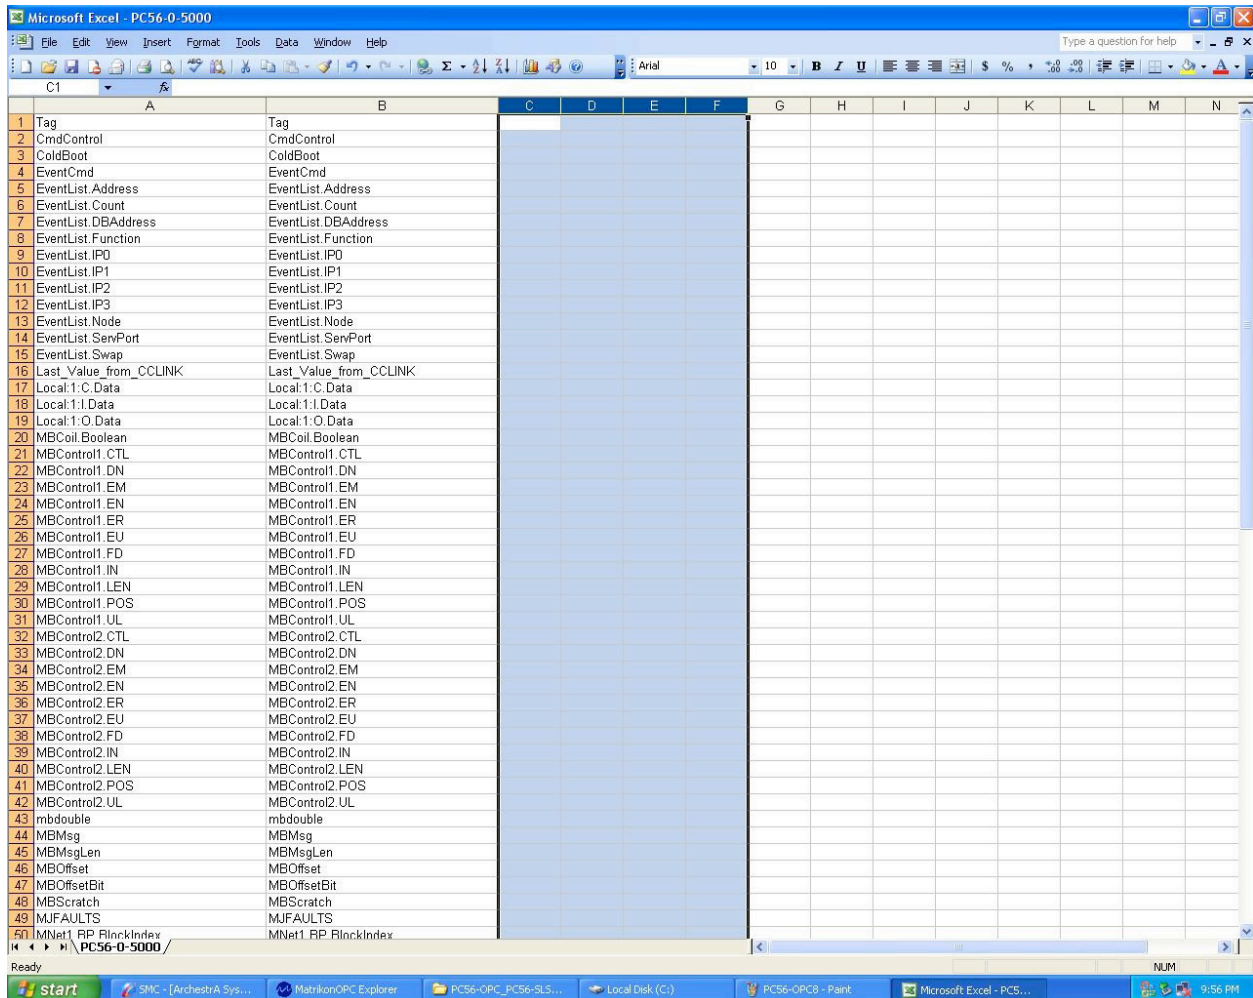 Microsoft Excel - PC56-0-5000
File Edit View Insert Format Tools Data Window Help Type a question for help
Arial 10 B I U $ % ,
C1 fx
A B C D E F G H I J K L M N
1 Tag Tag
2 CmdControl CmdControl
3 ColdBoot ColdBoot
4 EventCmd EventCmd
5 EventList.Address EventList.Address
6 EventList.Count EventList.Count
7 EventList.DBAddress EventList.DBAddress
8 EventList.Function EventList.Function
9 EventList.IP0 EventList.IP0
10 EventList.IP1 EventList.IP1
11 EventList.IP2 EventList.IP2
12 EventList.IP3 EventList.IP3
13 EventList.Node EventList.Node
14 EventList.ServPort EventList.ServPort
15 EventList.Swap EventList.Swap
16 Last_Value_from_CCLINK Last_Value_from_CCLINK
17 Local:1:C.Data Local:1:C.Data
18 Local:1:I.Data Local:1:I.Data
19 Local:1:O.Data Local:1:O.Data
20 MBCoil.Boolean MBCoil.Boolean
21 MBControl1.CTL MBControl1.CTL
22 MBControl1.DN MBControl1.DN
23 MBControl1.EM MBControl1.EM
24 MBControl1.EN MBControl1.EN
25 MBControl1.ER MBControl1.ER
26 MBControl1.EU MBControl1.EU
27 MBControl1.FD MBControl1.FD
28 MBControl1.IN MBControl1.IN
29 MBControl1.LEN MBControl1.LEN
30 MBControl1.POS MBControl1.POS
31 MBControl1.UL MBControl1.UL
32 MBControl2.CTL MBControl2.CTL
33 MBControl2.DN MBControl2.DN
34 MBControl2.EM MBControl2.EM
35 MBControl2.EN MBControl2.EN
36 MBControl2.ER MBControl2.ER
37 MBControl2.EU MBControl2.EU
38 MBControl2.FD MBControl2.FD
39 MBControl2.IN MBControl2.IN
40 MBControl2.LEN MBControl2.LEN
41 MBControl2.POS MBControl2.POS
42 MBControl2.UL MBControl2.UL
43 mbdouble mbdouble
44 MBMsg MBMsg
45 MBMsgLen MBMsgLen
46 MBOffset MBOffset
47 MBOffsetBit MBOffsetBit
48 MBScratch MBScratch
49 MJFAULTS MJFAULTS
50 MNet1.BP.BlockIndex MNet1.BP.BlockIndex
PC56-0-5000
Ready NUM
start SMC - [ArchestrA Sys... MatrikonOPC Explorer PC56-OPC_PC56-SLS... Local Disk (C:) PC56-OPC8 - Paint Microsoft Excel - PC5... 9:56 PM